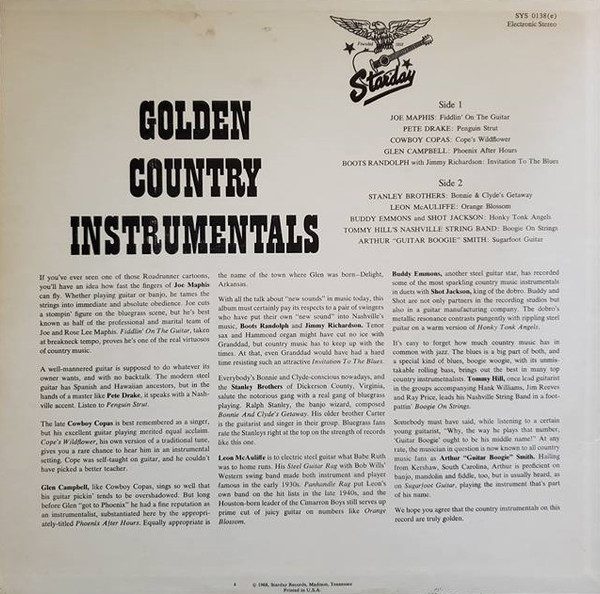 SYS 0138(e)
Electronic Stereo
Founded 1952
Starday
GOLDEN
COUNTRY
INSTRUMENTALS
Side 1
JOE MAPHIS: Fiddlin' On The Guitar
PETE DRAKE: Penguin Strut
COWBOY COPAS: Cope's Wildflower
GLEN CAMPBELL: Phoenix After Hours
BOOTS RANDOLPH with Jimmy Richardson: Invitation To The Blues
Side 2
STANLEY BROTHERS: Bonnie & Clyde's Getaway
LEON McAULIFFE: Orange Blossom
BUDDY EMMONS and SHOT JACKSON: Honky Tonk Angels
TOMMY HILL'S NASHVILLE STRING BAND: Boogie On Strings
ARTHUR "GUITAR BOOGIE" SMITH: Sugarfoot Guitar
If you've ever seen one of those Roadrunner cartoons,
you'll have an idea how fast the fingers of Joe Maphis
can fly. Whether playing guitar or banjo, he tames the
strings into immediate and absolute obedience. Joe cuts
a stompin' figure on the bluegrass scene, but he's best
known as half of the professional and marital team of
Joe and Rose Lee Maphis. Fiddlin' On The Guitar, taken
at breakneck tempo, proves he's one of the real virtuosos
of country music.
A well-mannered guitar is supposed to do whatever its
owner wants, and with no backtalk. The modern steel
guitar has Spanish and Hawaiian ancestors, but in the
hands of a master like Pete Drake, it speaks with a Nash-
ville accent. Listen to Penguin Strut.
The late Cowboy Copas is best remembered as a singer,
but his excellent guitar playing merited equal acclaim.
Cope's Wildflower, his own version of a traditional tune,
gives you a rare chance to hear him in an instrumental
setting. Cope was self-taught on guitar, and he couldn't
have picked a better teacher.
Glen Campbell, like Cowboy Copas, sings so well that
his guitar pickin' tends to be overshadowed. But long
before Glen "got to Phoenix" he had a fine reputation as
an instrumentalist, substantiated here by the appropri-
ately-titled Phoenix After Hours. Equally appropriate is
the name of the town where Glen was born–Delight,
Arkansas.
With all the talk about "new sounds" in music today, this
album must certainly pay its respects to a pair of swingers
who have put their own "new sound" into Nashville's
music, Boots Randolph and Jimmy Richardson. Tenor
sax and Hammond organ might have cut no ice with
Granddad, but country music has to keep up with the
times. At that, even Granddad would have had a hard
time resisting such an attractive Invitation To The Blues.
Everybody's Bonnie and Clyde-conscious nowadays, and
the Stanley Brothers of Dickerson County, Virginia,
salute the notorious gang with a real gang of bluegrass
playing. Ralph Stanley, the banjo wizard, composed
Bonnie And Clyde's Getaway. His older brother Carter
is the guitarist and singer in their group. Bluegrass fans
rate the Stanleys right at the top on the strength of records
like this one.
Leon McAuliffe is to electric steel guitar what Babe Ruth
was to home runs. His Steel Guitar Rag with Bob Wills'
Western swing band made both instrument and player
famous in the early 1930s. Panhandle Rag put Leon's
own band on the hit lists in the late 1940s, and the
Houston-born leader of the Cimarron Boys still serves up
prime cut of juicy guitar on numbers like Orange
Blossom.
Buddy Emmons, another steel guitar star, has recorded
some of the most sparkling country music instrumentals
in duets with Shot Jackson, king of the dobro. Buddy and
Shot are not only partners in the recording studios but
also in a guitar manufacturing company. The dobro's
metallic resonance contrasts pungently with rippling steel
guitar on a warm version of Honky Tonk Angels.
It's easy to forget how much country music has in
common with jazz. The blues is a big part of both, and
a special kind of blues, boogie woogie, with its unmis-
takable rolling bass, brings out the best in many top
country instrumentalists. Tommy Hill, once lead guitarist
in the groups accompanying Hank Williams, Jim Reeves
and Ray Price, leads his Nashville String Band in a foot-
pattin' Boogie On Strings.
Somebody must have said, while listening to a certain
young guitarist, "Why, the way he plays that number,
'Guitar Boogie' ought to be his middle name!" At any
rate, the musician in question is now known to all country
music fans as Arthur "Guitar Boogie" Smith. Hailing
from Kershaw, South Carolina, Arthur is proficient on
banjo, mandolin and fiddle, too, but is usually heard, as
on Sugarfoot Guitar, playing the instrument that's part
of his name.
We hope you agree that the country instrumentals on this
record are truly golden.
© 1968, Starday Records, Madison, Tennessee
Printed in U.S.A.